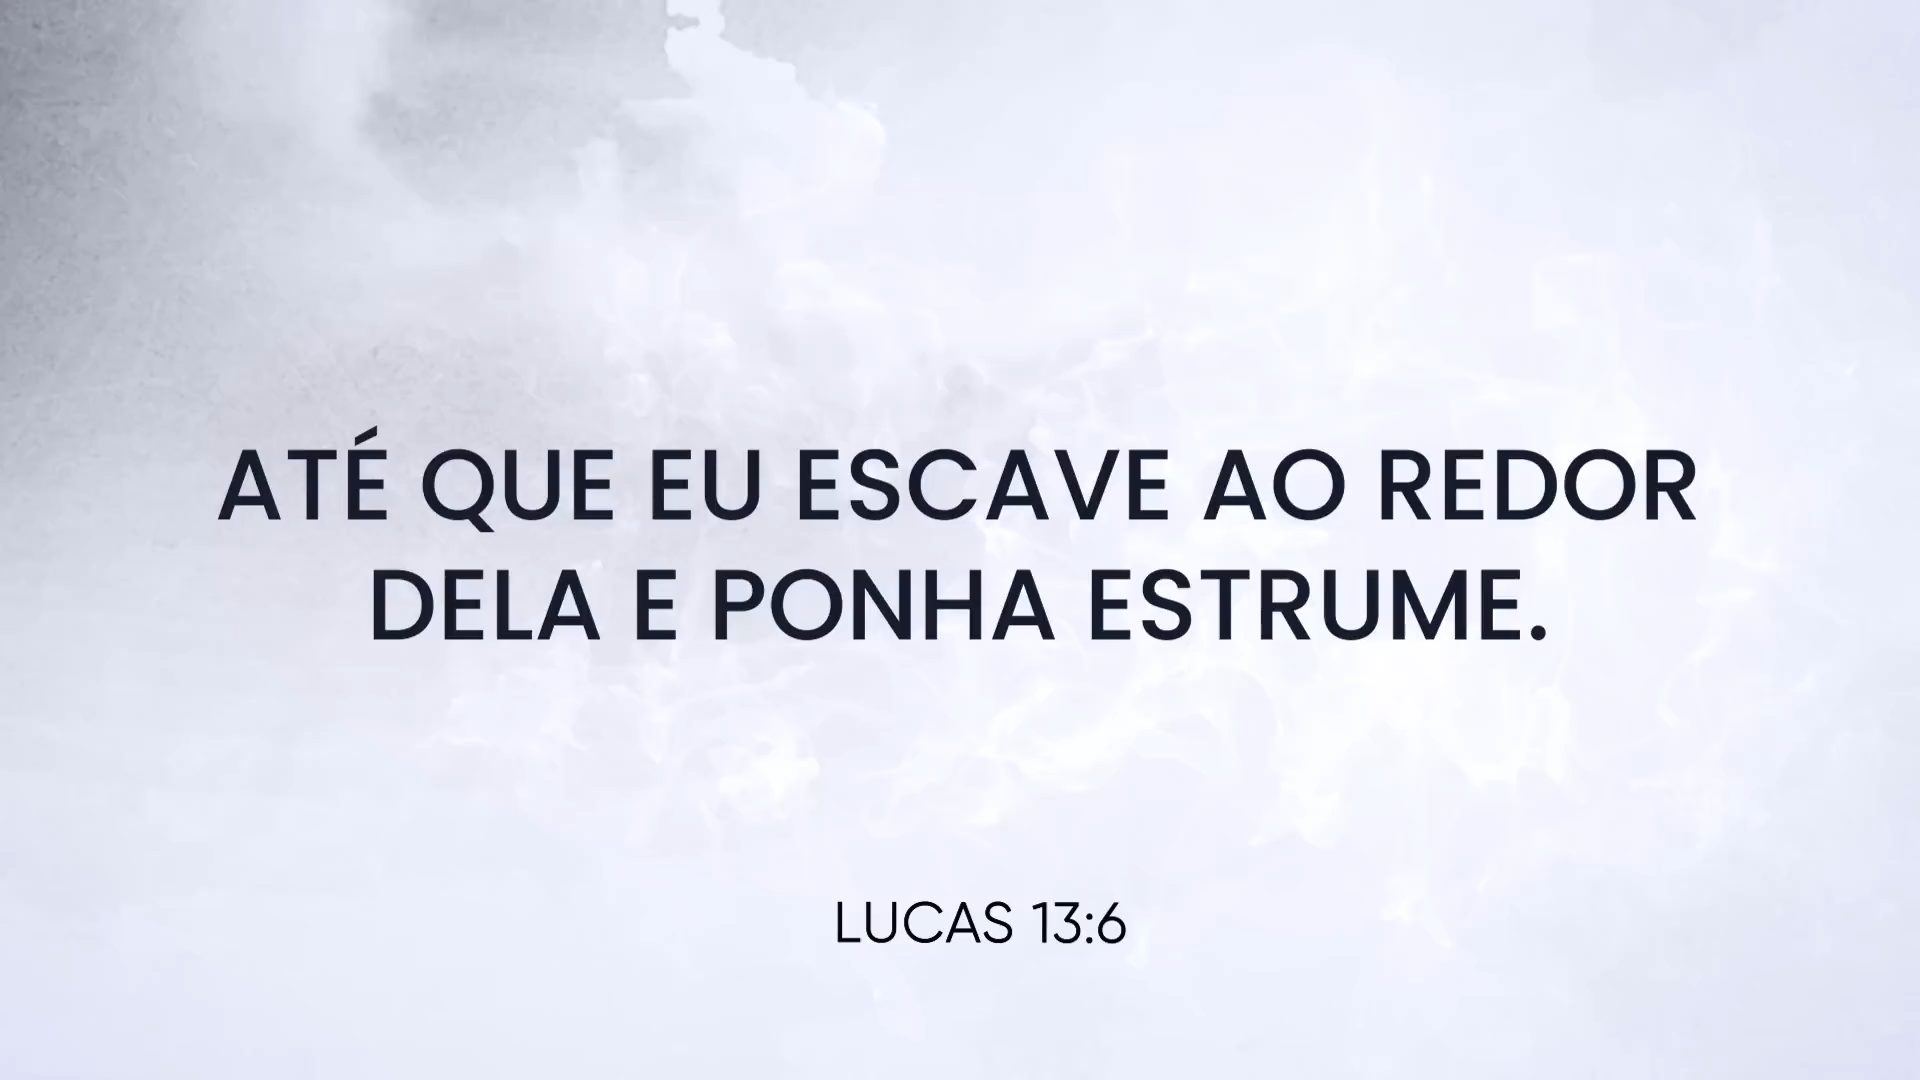 ATÉ QUE EU ESCAVE AO REDOR
DELA E PONHA ESTRUME.
LUCAS 13:6